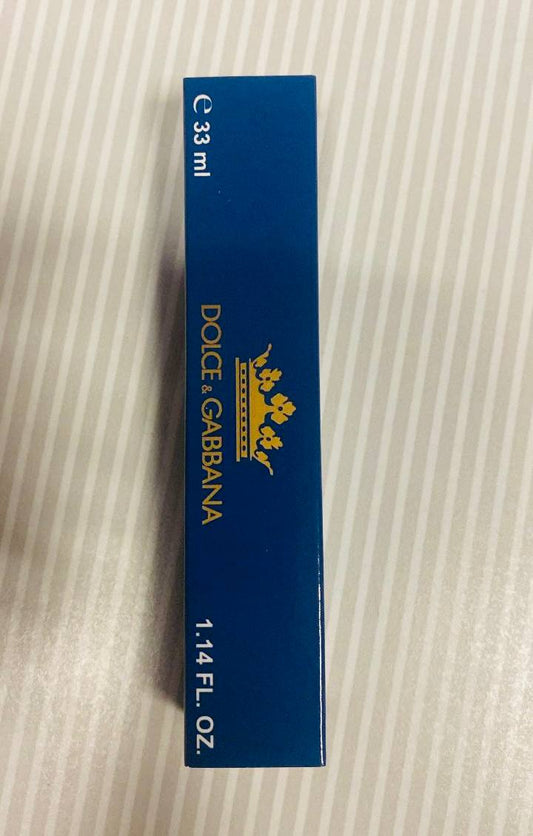 ℮ 33 ml
DOLCE & GABBANA
1.14 FL. OZ.